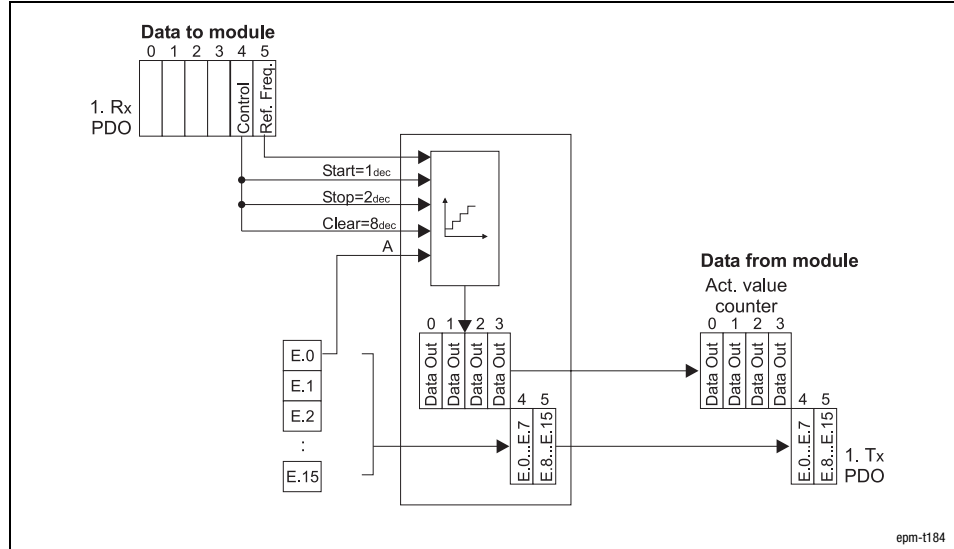 Data to module
0 1 2 3 4 5
1. Rx
PDO
Control
Ref. Freq.
Start=1dec
Stop=2dec
Clear=8dec
A
E.0
E.1
E.2
:
E.15
0 1 2 3
Data Out
Data Out
Data Out
Data Out
4 5
E.0...E.7
E.8...E.15
Data from module
Act. value
counter
0 1 2 3
Data Out
Data Out
Data Out
Data Out
4 5
E.0...E.7
E.8...E.15
1. Tx
PDO
epm-t184